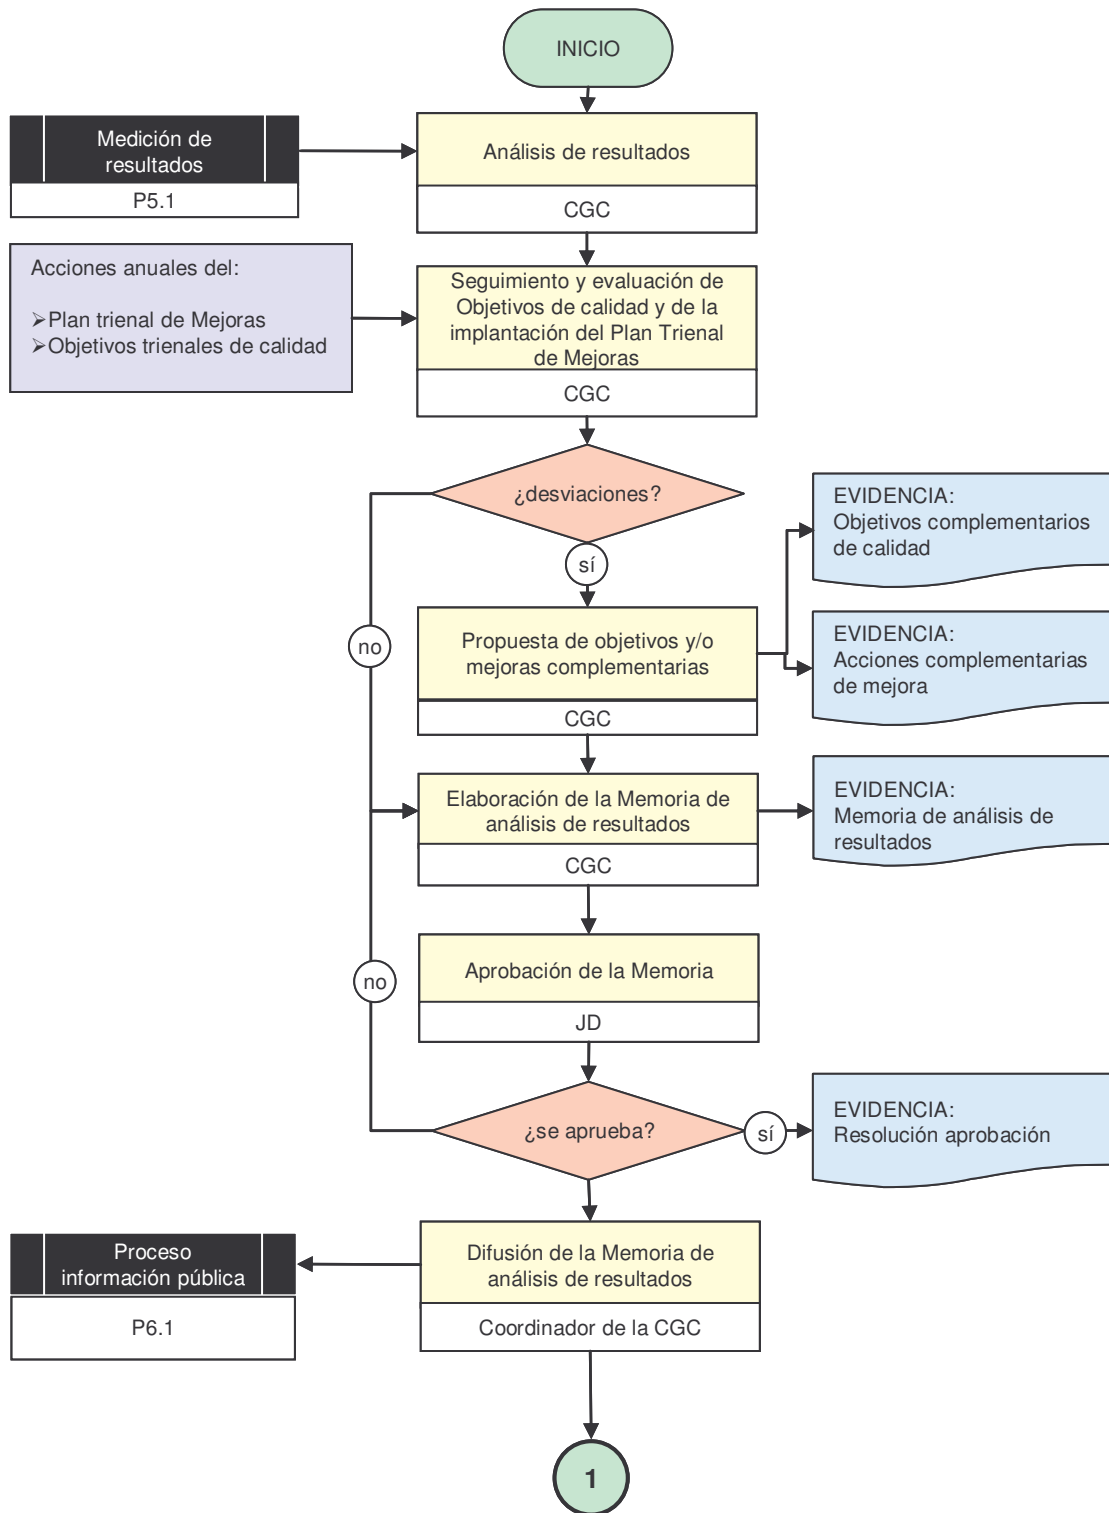 INICIO
Medición de
resultados
P5.1
Análisis de resultados
CGC
Acciones anuales del:
➢Plan trienal de Mejoras
➢Objetivos trienales de calidad
Seguimiento y evaluación de
Objetivos de calidad y de la
implantación del Plan Trienal
de Mejoras
CGC
¿desviaciones?
sí
no
EVIDENCIA:
Objetivos complementarios
de calidad
Propuesta de objetivos y/o
mejoras complementarias
CGC
EVIDENCIA:
Acciones complementarias
de mejora
Elaboración de la Memoria de
análisis de resultados
CGC
EVIDENCIA:
Memoria de análisis de
resultados
Aprobación de la Memoria
JD
no
¿se aprueba?
sí
EVIDENCIA:
Resolución aprobación
Proceso
información pública
P6.1
Difusión de la Memoria de
análisis de resultados
Coordinador de la CGC
1